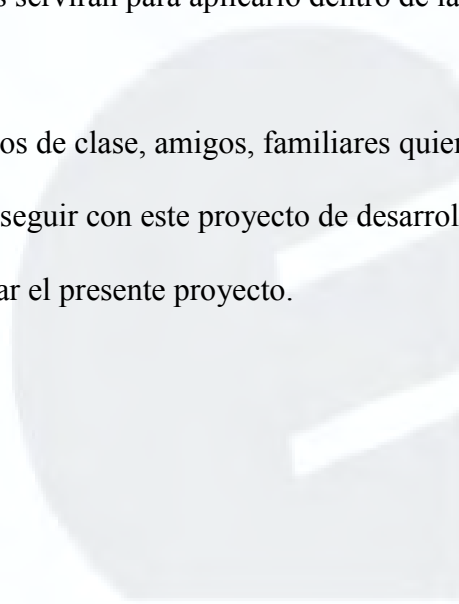 s servirán para aplicarlo dentro de la
os de clase, amigos, familiares quien
seguir con este proyecto de desarrol
ar el presente proyecto.